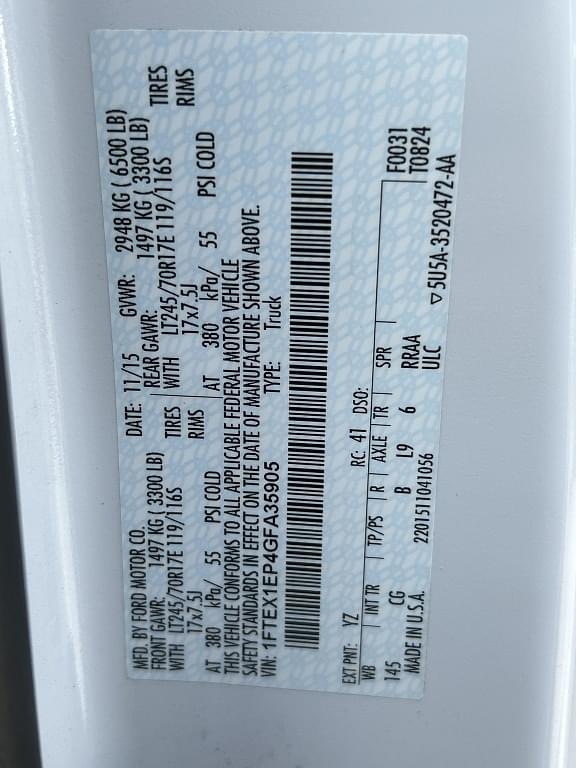 MFD. BY FORD MOTOR CO. DATE: 11/15 GVWR: 2948 KG ( 6500 LB)
FRONT GAWR: 1497 KG ( 3300 LB) REAR GAWR: 1497 KG ( 3300 LB)
WITH LT245/70R17E 119/116S TIRES WITH LT245/70R17E 119/116S TIRES
17x7.5J RIMS 17x7.5J RIMS
AT 380 kPa/ 55 PSI COLD AT 380 kPa/ 55 PSI COLD
THIS VEHICLE CONFORMS TO ALL APPLICABLE FEDERAL MOTOR VEHICLE
SAFETY STANDARDS IN EFFECT ON THE DATE OF MANUFACTURE SHOWN ABOVE.
VIN: 1FTEX1EP4GFA35905 TYPE: Truck
EXT PNT: YZ RC: 41 DSO: F0031
WB INT TR TP/PS R AXLE TR SPR T0824
145 CG B L9 6 RRAA
MADE IN U.S.A. 2201511041056 ULC ▽5U5A-3520472-AA